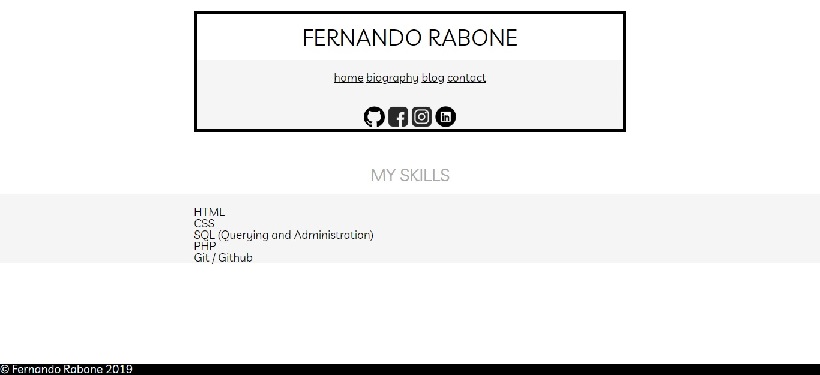 FERNANDO RABONE
home biography blog contact
MY SKILLS
HTML
CSS
SQL (Querying and Administration)
PHP
Git / Github
© Fernando Rabone 2019